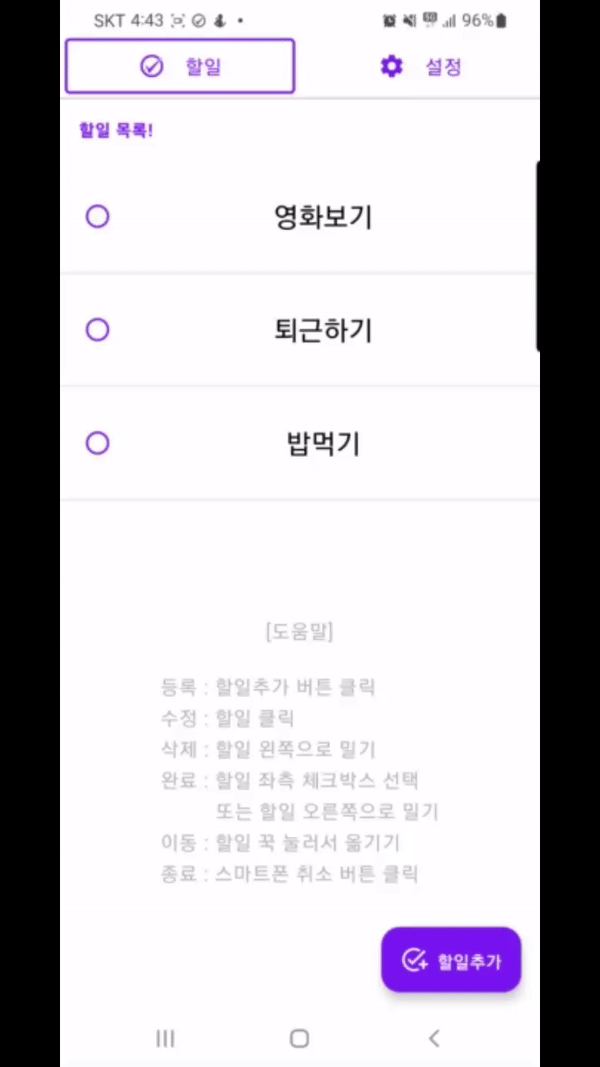 SKT 4:43
96%
할일
설정
할일 목록!
영화보기
퇴근하기
밥먹기
[도움말]
등록 : 할일추가 버튼 클릭
수정 : 할일 클릭
삭제 : 할일 왼쪽으로 밀기
완료 : 할일 좌측 체크박스 선택
또는 할일 오른쪽으로 밀기
이동 : 할일 꾹 눌러서 옮기기
종료 : 스마트폰 취소 버튼 클릭
할일추가